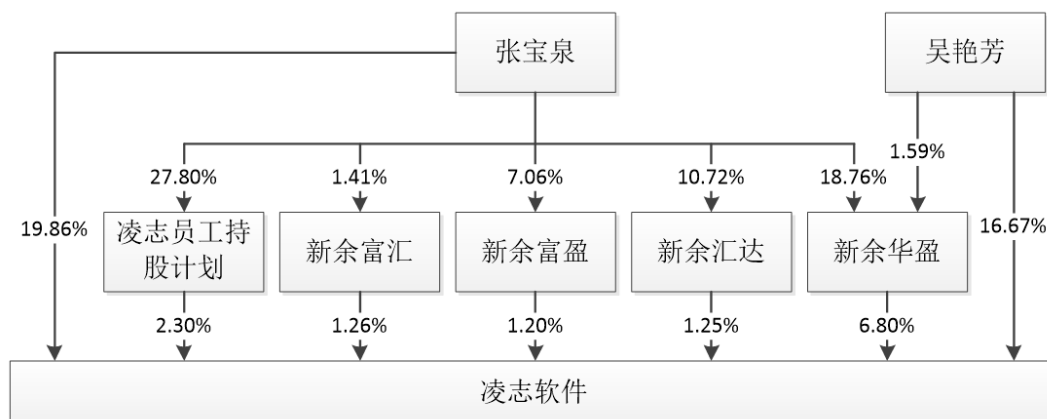 张宝泉
吴艳芳
1.59%
27.80%
1.41%
7.06%
10.72%
18.76%
19.86%
凌志员工持
股计划
新余富汇
新余富盈
新余汇达
新余华盈
16.67%
2.30%
1.26%
1.20%
1.25%
6.80%
凌志软件